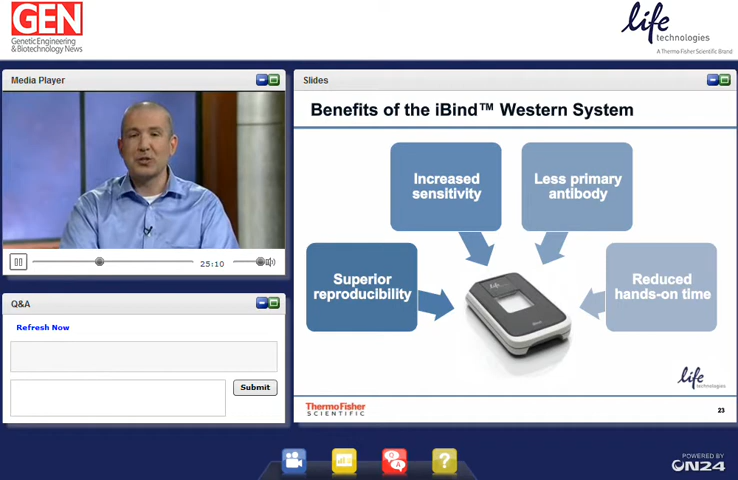 GEN
Genetic Engineering
& Biotechnology News
life
technologies
A Thermo Fisher Scientific Brand
Media Player
25:10
Q&A
Refresh Now
Submit
Slides
Benefits of the iBind™ Western System
Increased
sensitivity
Less primary
antibody
Superior
reproducibility
Reduced
hands-on time
life
life
technologies
ThermoFisher
SCIENTIFIC
23
Q
A
?
POWERED BY
ON24